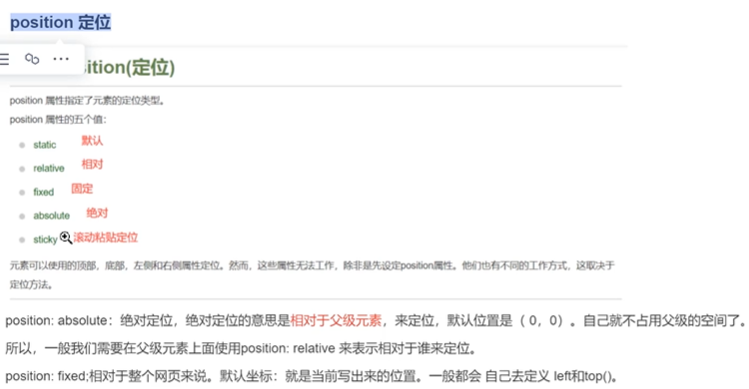 position 定位
ition(定位)
position 属性指定了元素的定位类型。
position 属性的五个值：
static 默认
relative 相对
fixed 固定
absolute 绝对
sticky 滚动粘贴定位
元素可以使用的顶部，底部，左侧和右侧属性定位。然而，这些属性无法工作，除非是先设定position属性。他们也有不同的工作方式，这取决于
定位方法。
position: absolute：绝对定位，绝对定位的意思是相对于父级元素，来定位，默认位置是（ 0，0）。自己就不占用父级的空间了。
所以，一般我们需要在父级元素上面使用position: relative 来表示相对于谁来定位。
position: fixed;相对于整个网页来说。默认坐标：就是当前写出来的位置。一般都会 自己去定义 left和top()。